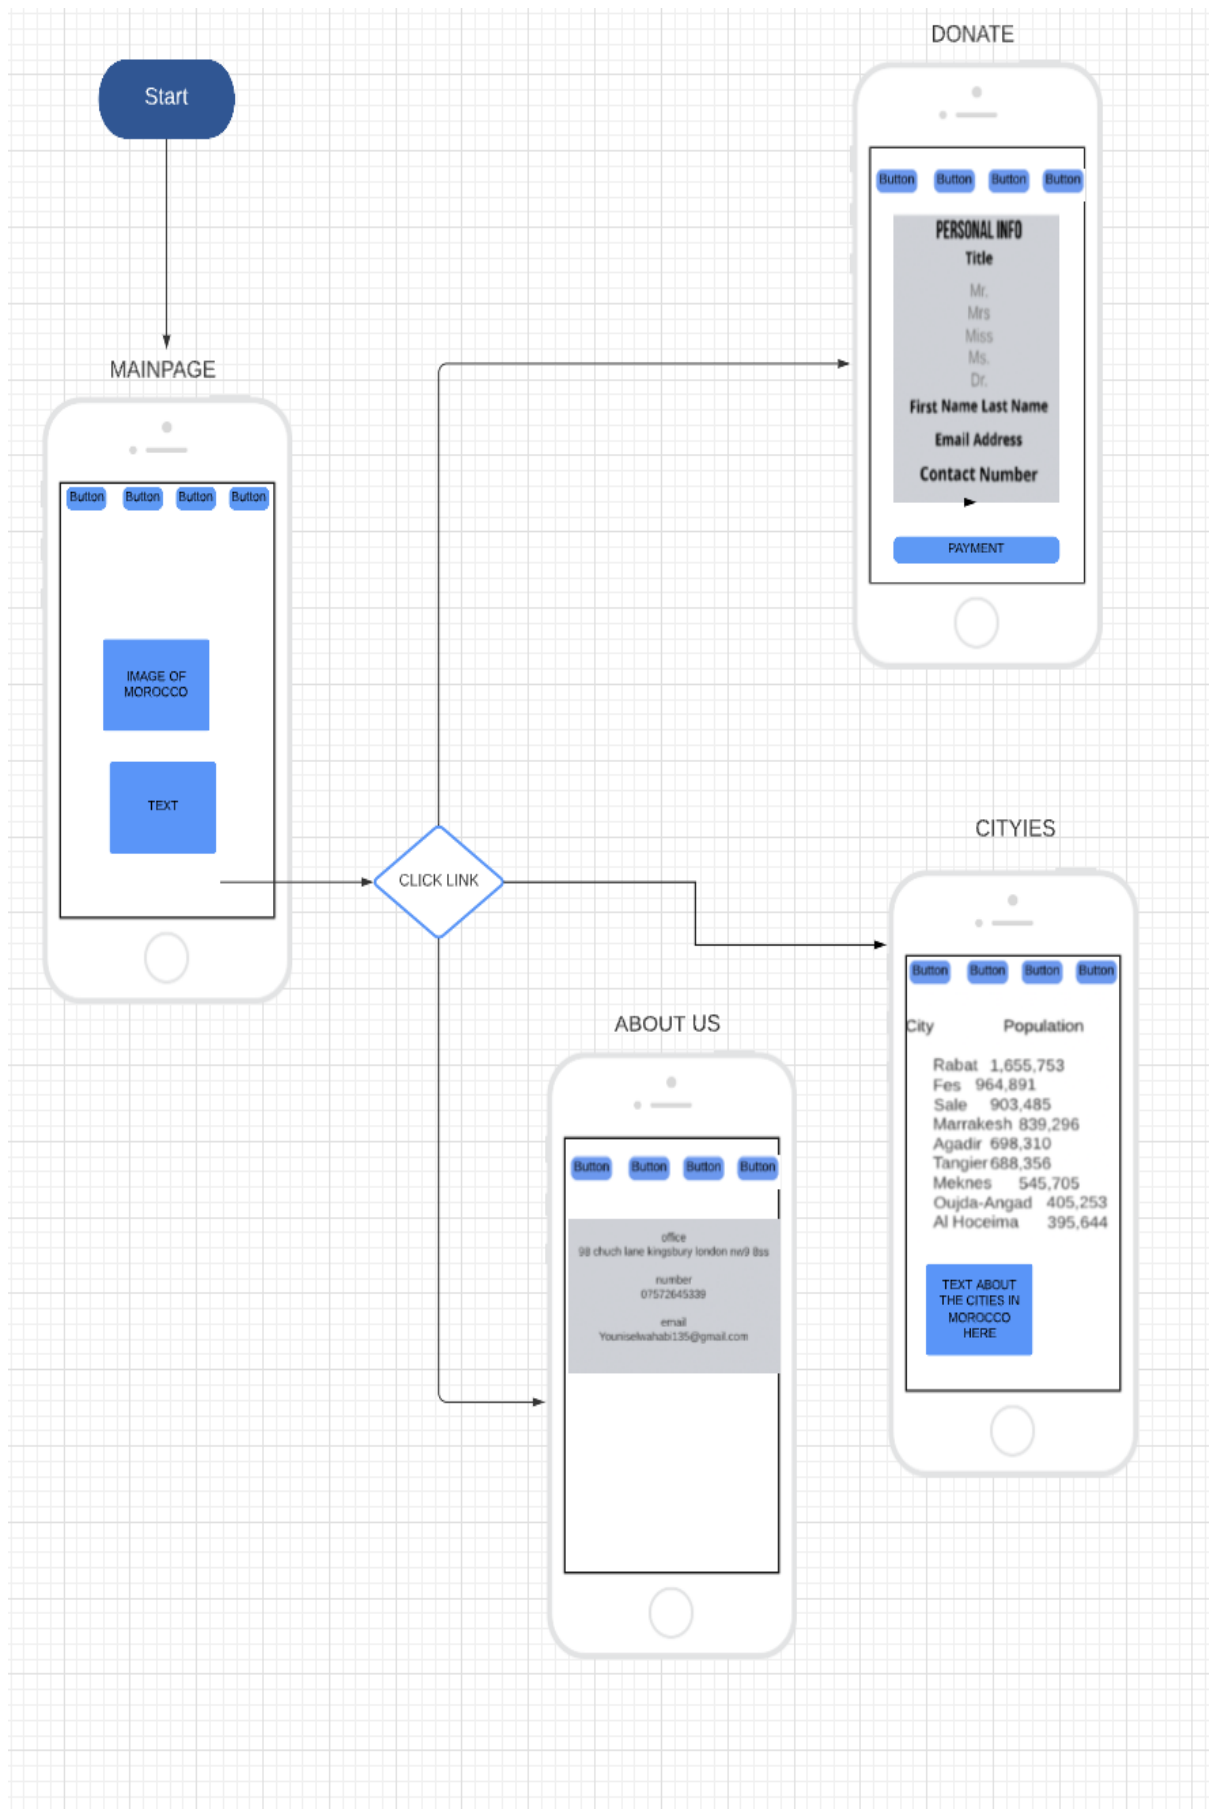 DONATE
Start
Button Button Button Button
PERSONAL INFO
Title
Mr.
Mrs
Miss
Ms.
Dr.
First Name Last Name
Email Address
Contact Number
PAYMENT
MAINPAGE
Button Button Button Button
IMAGE OF
MOROCCO
TEXT
CLICK LINK
CITYIES
Button Button Button Button
City Population
Rabat 1,655,753
Fes 964,891
Sale 903,485
Marrakesh 839,296
Agadir 698,310
Tangier 688,356
Meknes 545,705
Oujda-Angad 405,253
Al Hoceima 395,644
TEXT ABOUT
THE CITIES IN
MOROCCO
HERE
ABOUT US
Button Button Button Button
office
98 chuch lane kingsbury london nw9 8ss
number
07572645339
email
Youniselwahabi135@gmail.com